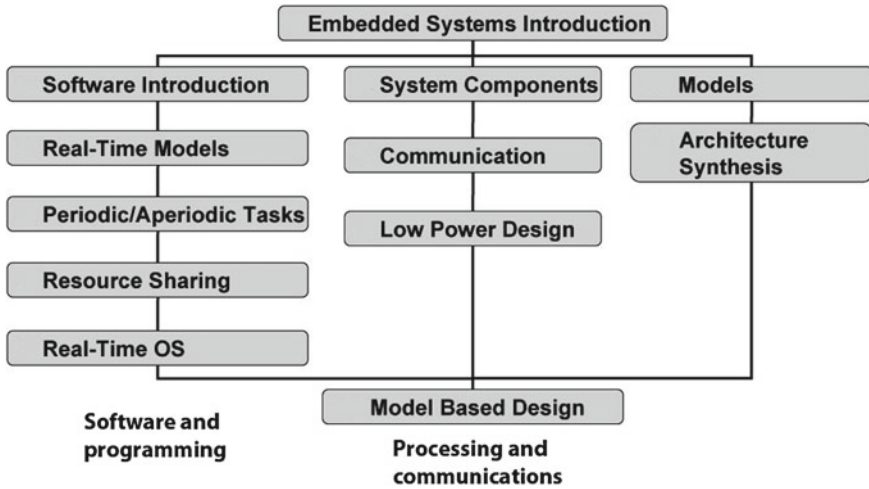 Embedded Systems Introduction
Software Introduction
Real-Time Models
Periodic/Aperiodic Tasks
Resource Sharing
Real-Time OS
System Components
Communication
Low Power Design
Models
Architecture
Synthesis
Model Based Design
Software and
programming
Processing and
communications